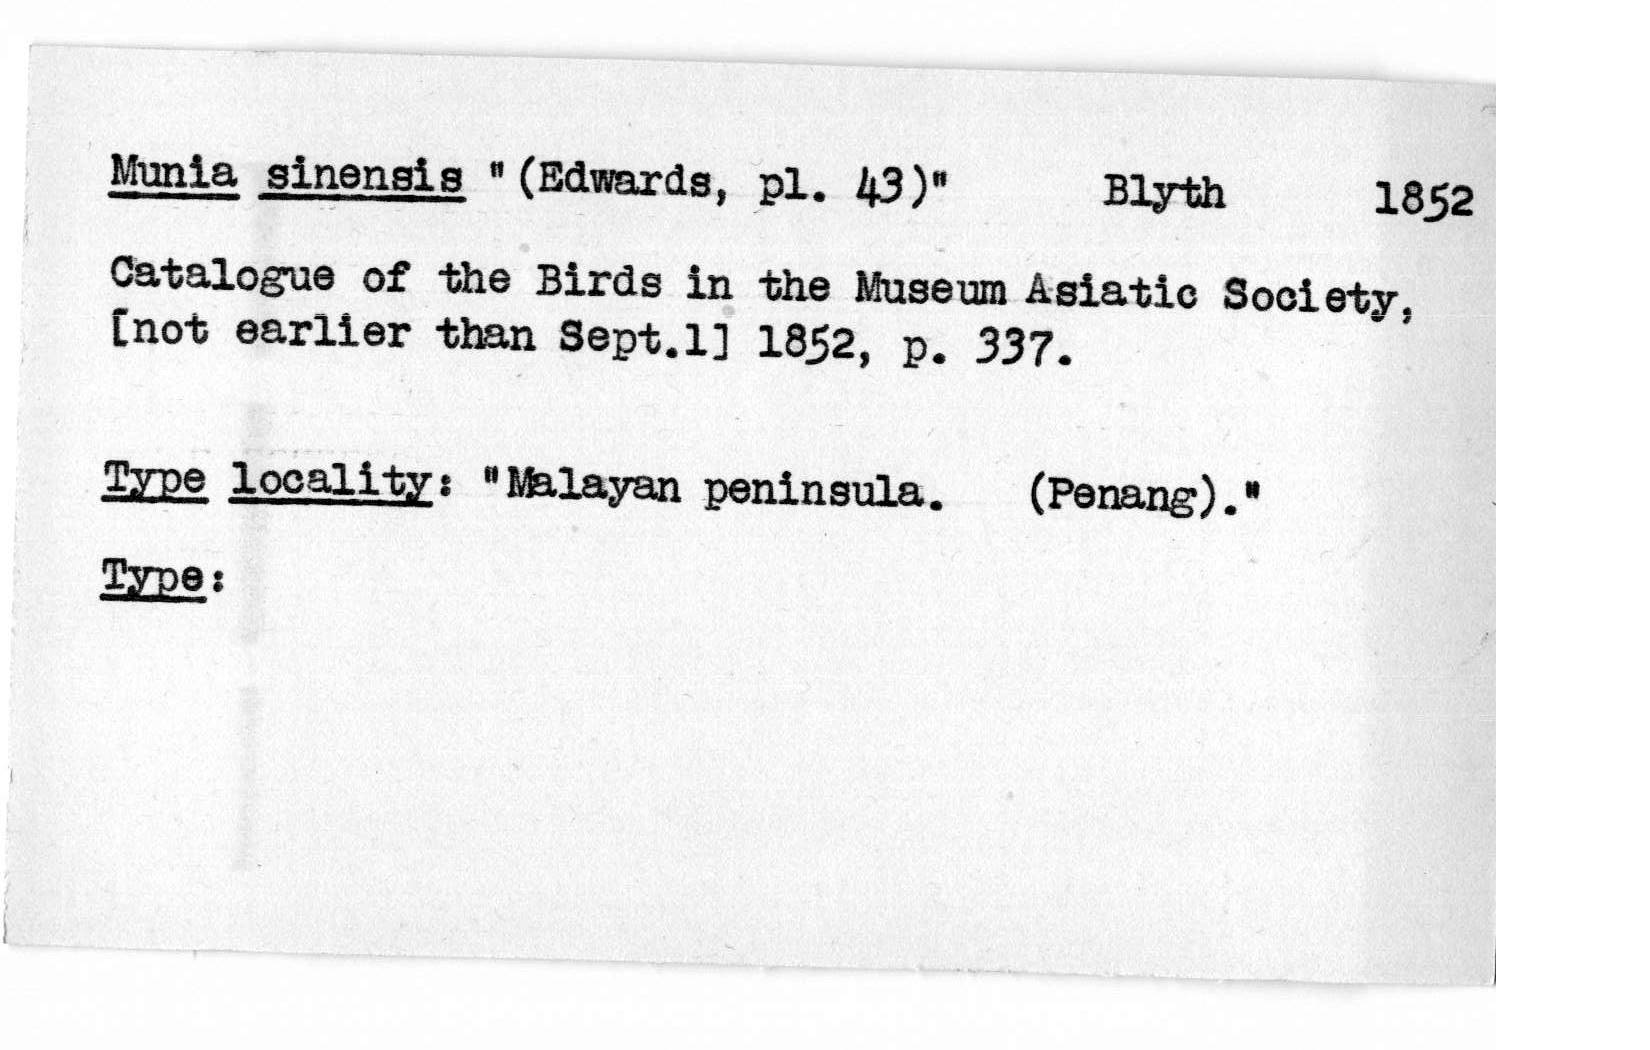 Munia sinensis "(Edwards, pl. 43)" Blyth 1852
Catalogue of the Birds in the Museum Asiatic Society,
[not earlier than Sept.1] 1852, p. 337.
Type locality: "Malayan peninsula. (Penang)."
Type: